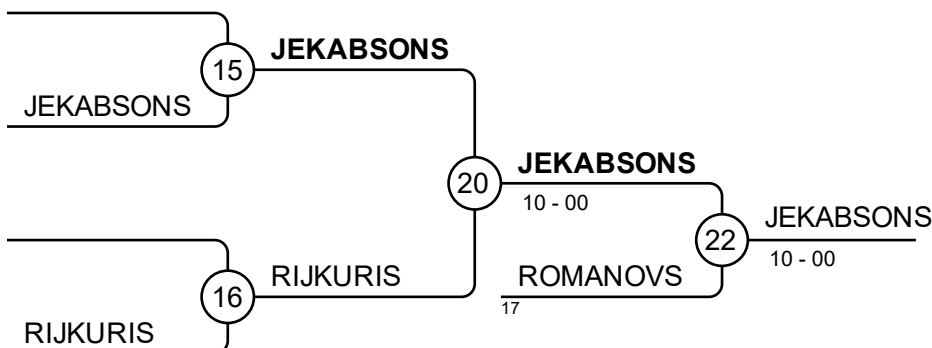 15
JEKABSONS
JEKABSONS
20
JEKABSONS
10 - 00
22
JEKABSONS
10 - 00
16
RIJKURIS
ROMANOVS
17
RIJKURIS